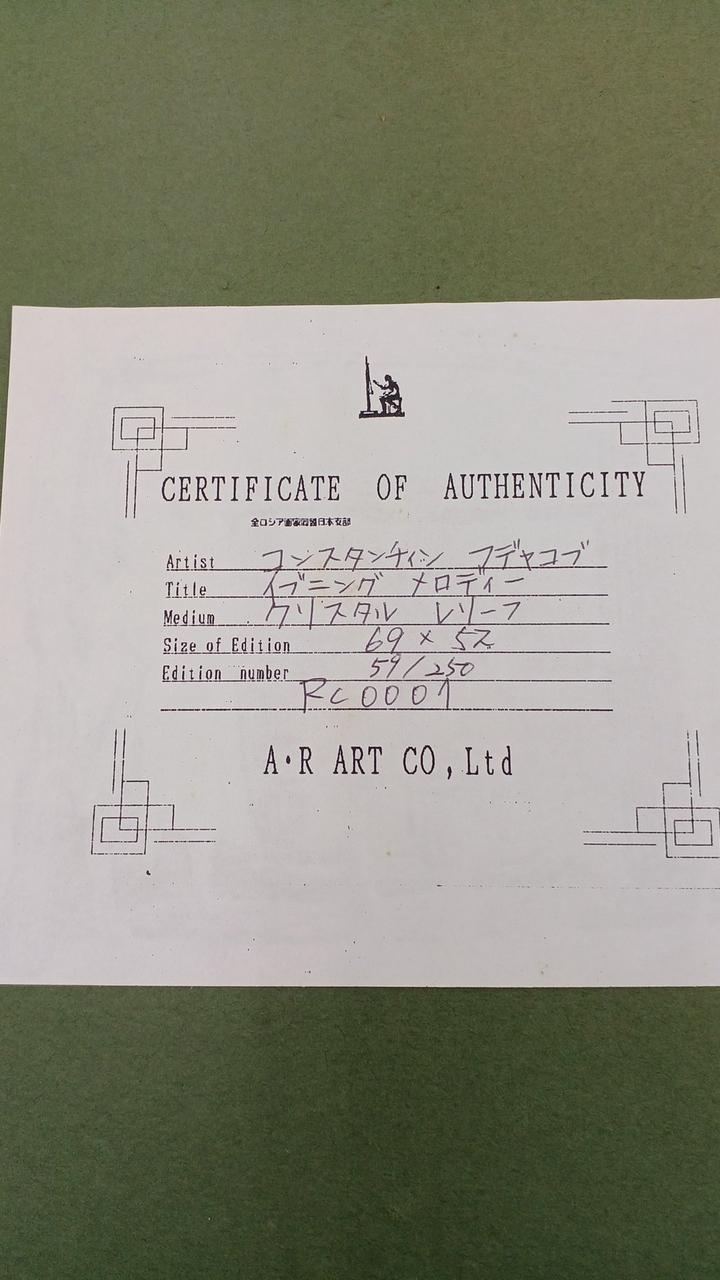 CERTIFICATE OF AUTHENTICITY
全ロシア画家同盟日本支部
Artist コンスタンティン フデャコブ
Title イブニング メロディー
Medium クリスタル レリーフ
Size of Edition 69 × 52
Edition number 59/250
RC0001
A・R ART CO,Ltd